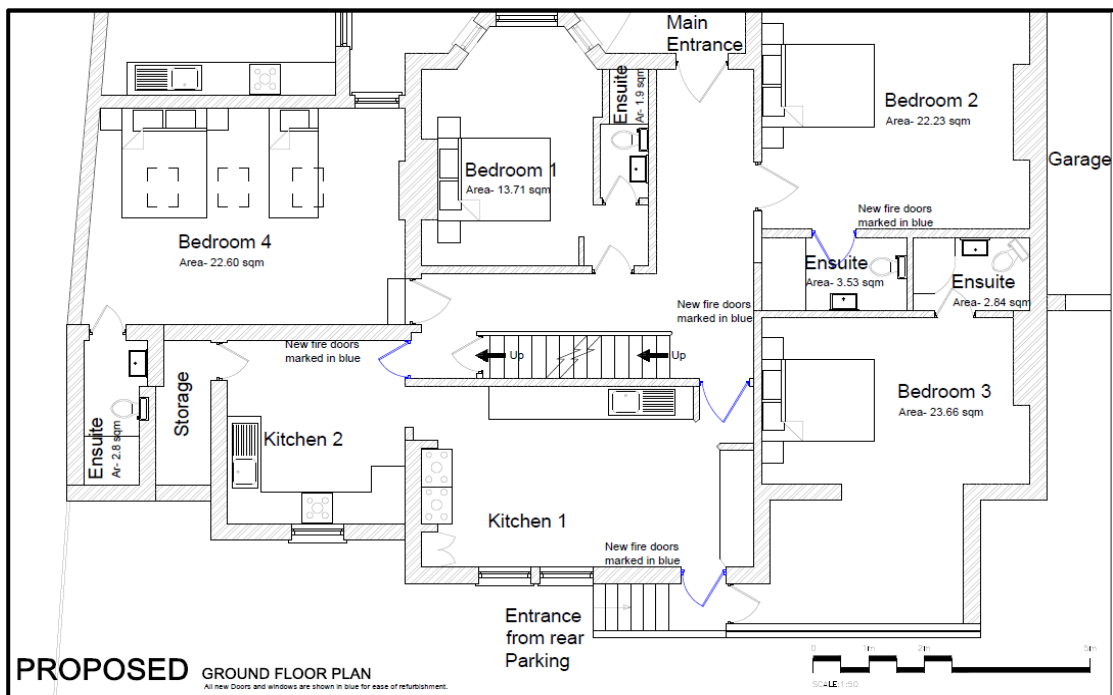 Main
Entrance
Ensuite
Ar- 1.9 sqm
Bedroom 2
Area- 22.23 sqm
Garage
Bedroom 1
Area- 13.71 sqm
Bedroom 4
Area- 22.60 sqm
New fire doors
marked in blue
Ensuite
Area- 3.53 sqm
Ensuite
Area- 2.84 sqm
New fire doors
marked in blue
New fire doors
marked in blue
Up
Up
Bedroom 3
Area- 23.66 sqm
Ensuite
Ar- 2.8 sqm
Storage
Kitchen 2
Kitchen 1
New fire doors
marked in blue
Entrance
from rear
Parking
PROPOSED GROUND FLOOR PLAN
All new Doors and windows are shown in blue for ease of refurbishment.
0 1m 2m 5m
SCALE 1:50